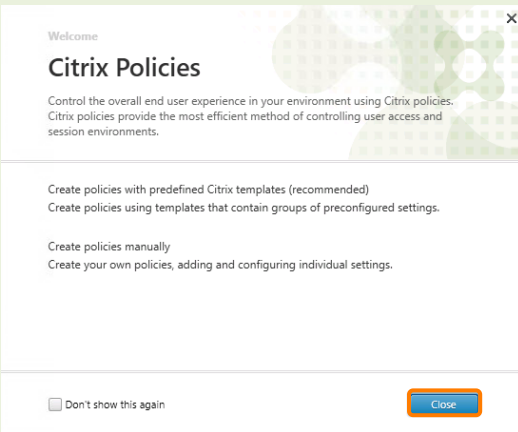 Welcome
Citrix Policies
Control the overall end user experience in your environment using Citrix policies.
Citrix policies provide the most efficient method of controlling user access and
session environments.
Create policies with predefined Citrix templates (recommended)
Create policies using templates that contain groups of preconfigured settings.
Create policies manually
Create your own policies, adding and configuring individual settings.
Don't show this again
Close